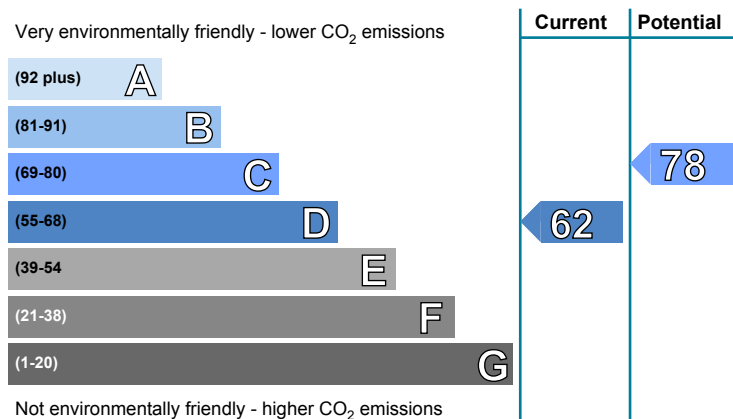 Very environmentally friendly - lower CO₂ emissions
Current
Potential
(92 plus) A
(81-91) B
(69-80) C
78
(55-68) D
62
(39-54 E
(21-38) F
(1-20) G
Not environmentally friendly - higher CO₂ emissions